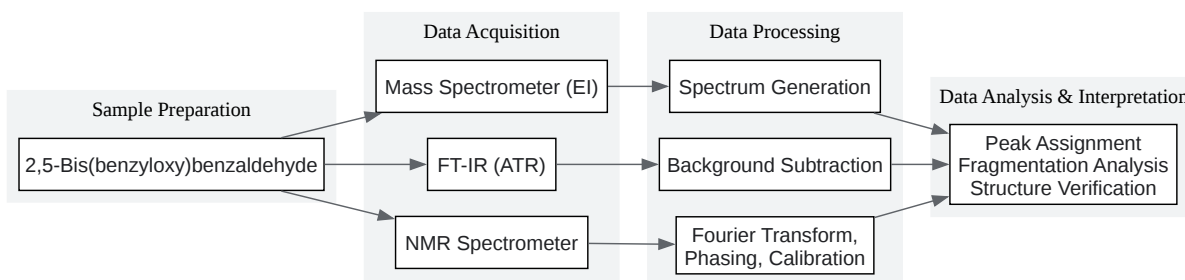 Sample Preparation
2,5-Bis(benzyloxy)benzaldehyde
Data Acquisition
Mass Spectrometer (EI)
FT-IR (ATR)
NMR Spectrometer
Data Processing
Spectrum Generation
Background Subtraction
Fourier Transform,
Phasing, Calibration
Data Analysis & Interpretation
Peak Assignment
Fragmentation Analysis
Structure Verification